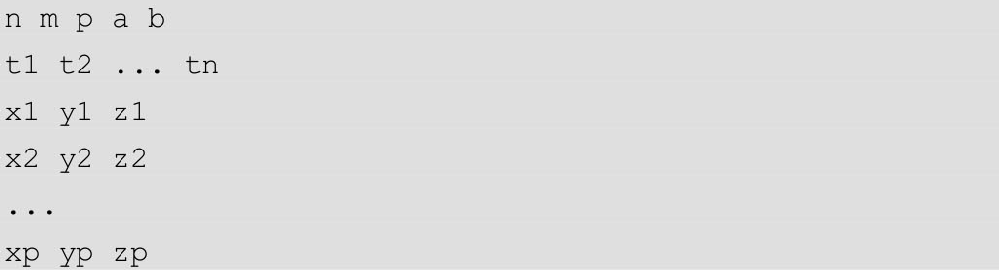 n m p a b
t1 t2 ... tn
x1 y1 z1
x2 y2 z2
...
xp yp zp